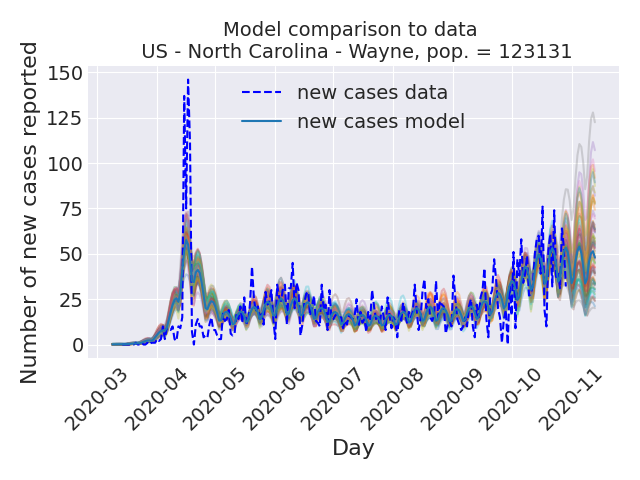 Model comparison to data
US - North Carolina - Wayne, pop. = 123131
new cases data
new cases model
Number of new cases reported
150
125
100
75
50
25
0
2020-03
2020-04
2020-05
2020-06
2020-07
2020-08
2020-09
2020-10
2020-11
Day